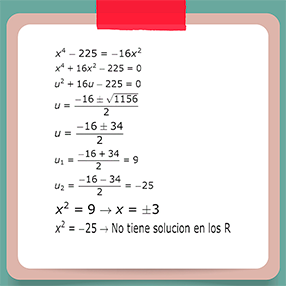 x⁴ − 225 = −16x²
x⁴ + 16x² − 225 = 0
u² + 16u − 225 = 0
u = (−16 ± √1156)/2
u = (−16 ± 34)/2
u₁ = (−16 + 34)/2 = 9
u₂ = (−16 − 34)/2 = −25
x² = 9 → x = ±3
x² = −25 → No tiene solucion en los R